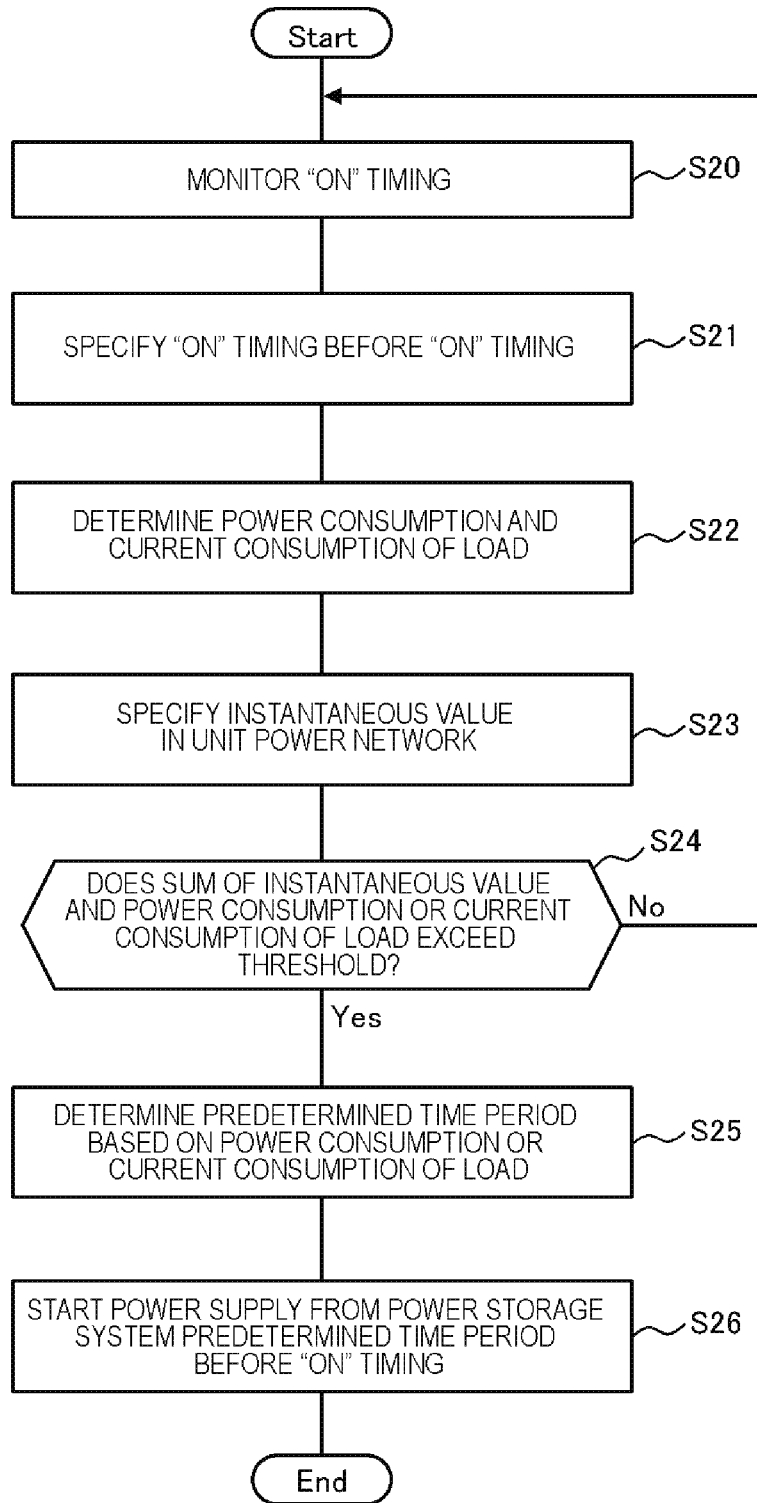 Start
MONITOR “ON” TIMING
S20
SPECIFY “ON” TIMING BEFORE “ON” TIMING
S21
DETERMINE POWER CONSUMPTION AND
CURRENT CONSUMPTION OF LOAD
S22
SPECIFY INSTANTANEOUS VALUE
IN UNIT POWER NETWORK
S23
S24
DOES SUM OF INSTANTANEOUS VALUE
AND POWER CONSUMPTION OR CURRENT
CONSUMPTION OF LOAD EXCEED
THRESHOLD?
No
Yes
DETERMINE PREDETERMINED TIME PERIOD
BASED ON POWER CONSUMPTION OR
CURRENT CONSUMPTION OF LOAD
S25
START POWER SUPPLY FROM POWER STORAGE
SYSTEM PREDETERMINED TIME PERIOD
BEFORE “ON” TIMING
S26
End